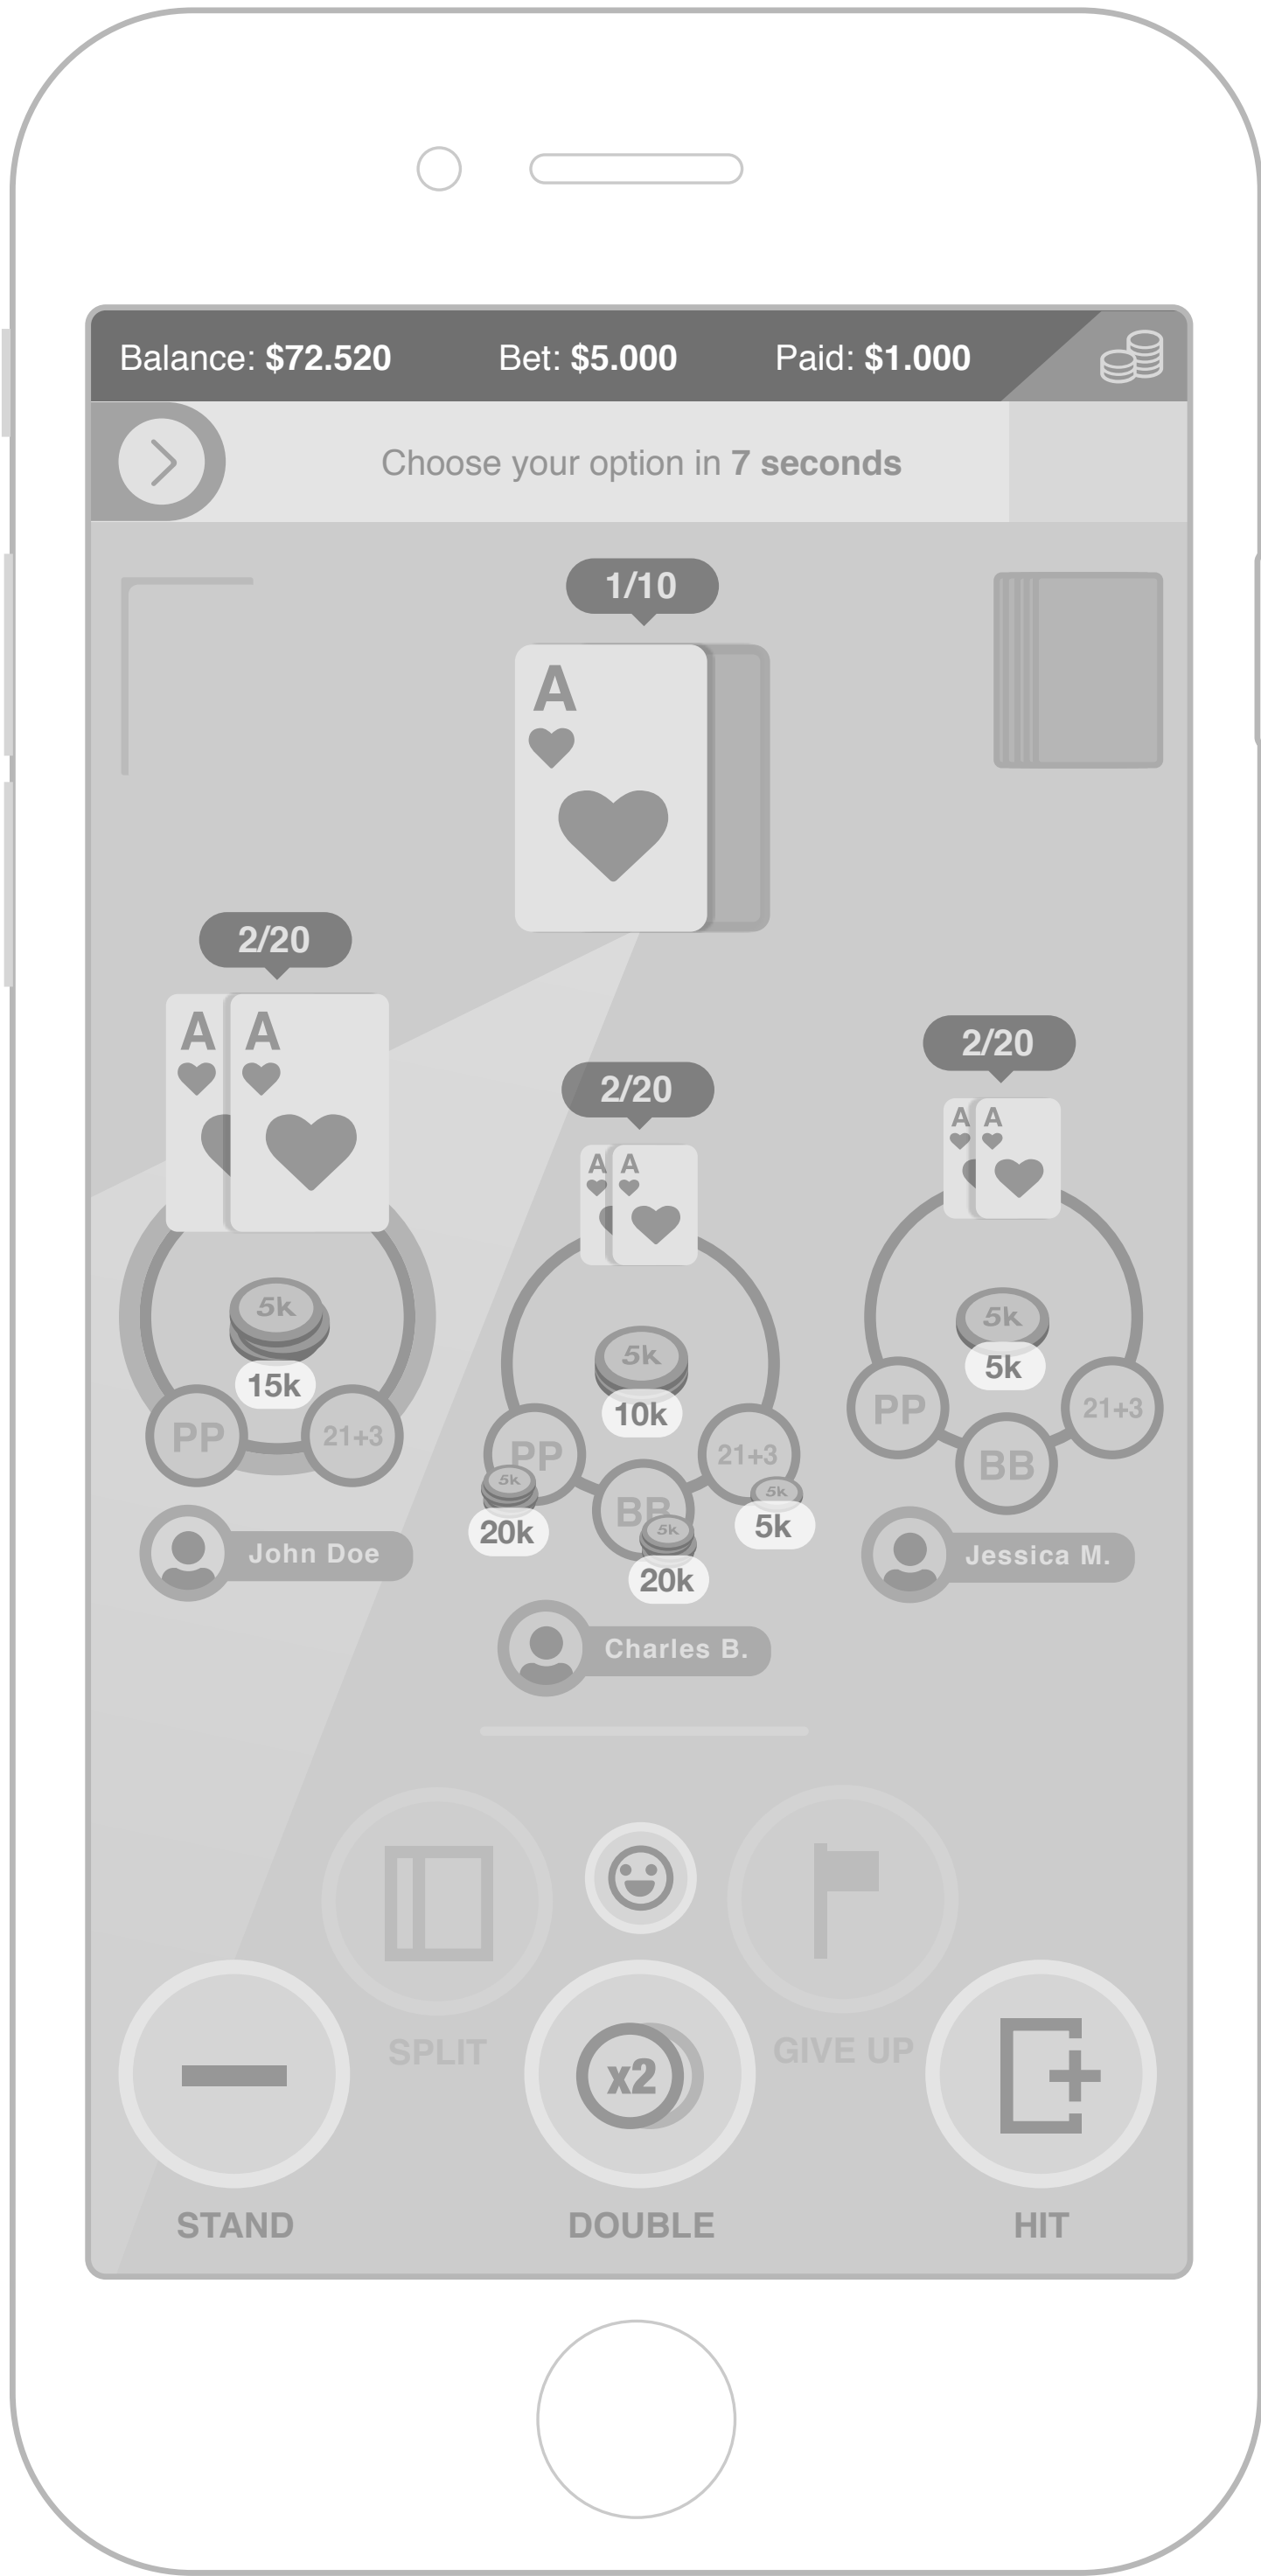 Balance: $72.520 Bet: $5.000 Paid: $1.000
Choose your option in 7 seconds
1/10
A
2/20
A A
2/20
A A
2/20
A A
5k
15k
PP 21+3
John Doe
5k
10k
PP 21+3
BB
5k
20k
5k
20k
5k
5k
Charles B.
5k
5k
PP 21+3
BB
Jessica M.
SPLIT
x2
GIVE UP
STAND
DOUBLE
HIT